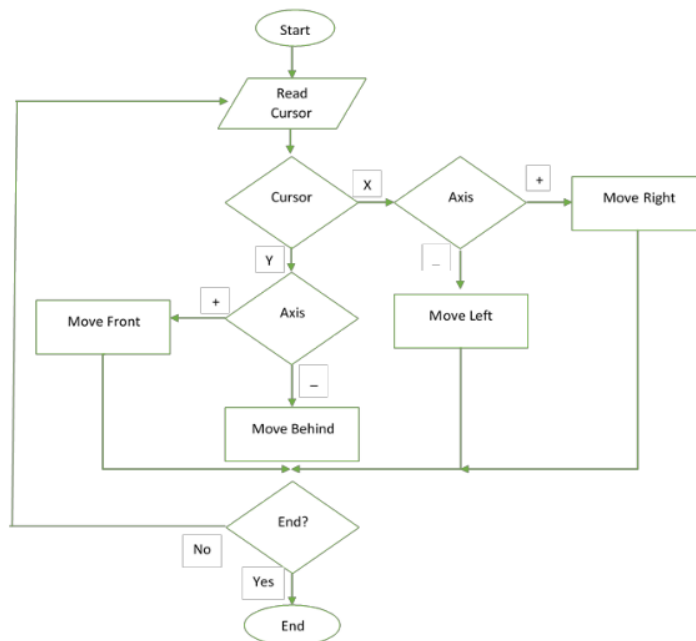 Start
Read
Cursor
Cursor
X
Axis
+
Move Right
Y
_
+
Axis
Move Front
Move Left
_
Move Behind
End?
No
Yes
End